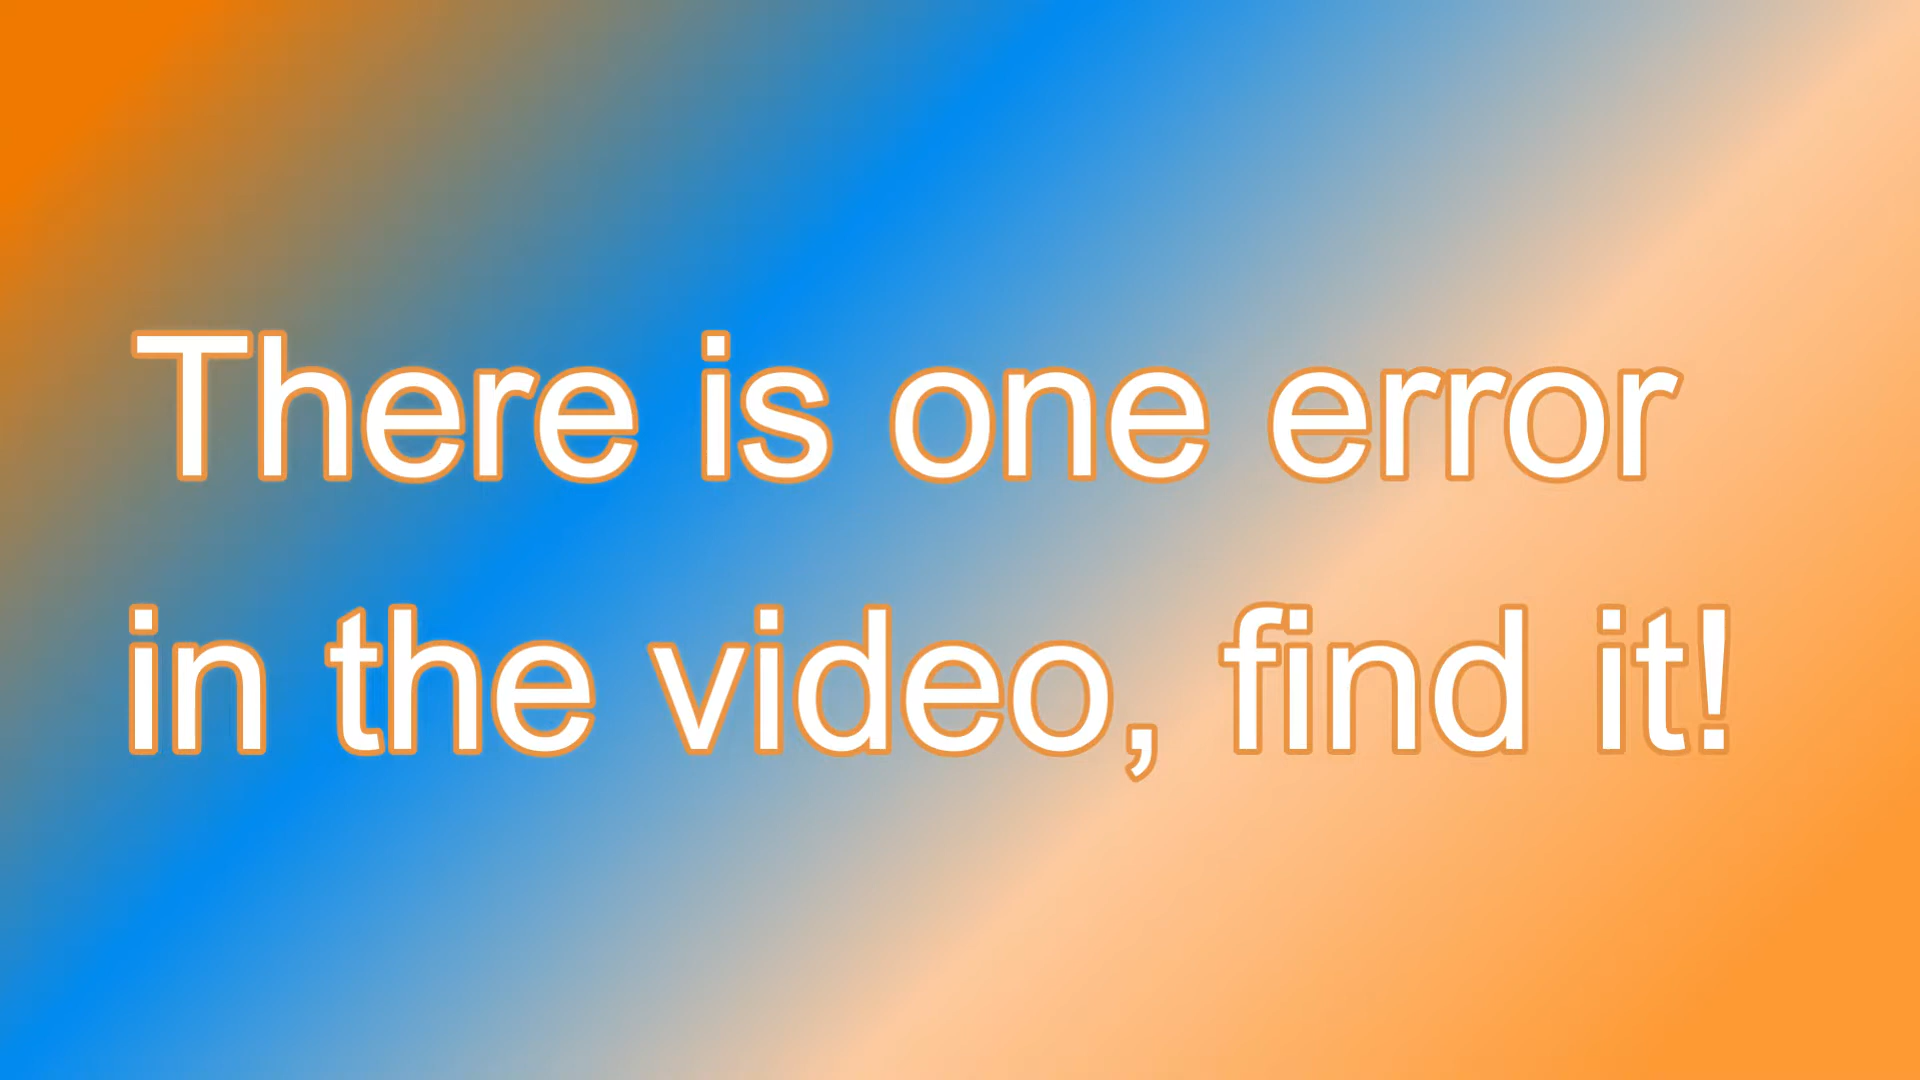 There is one error
in the video, find it!